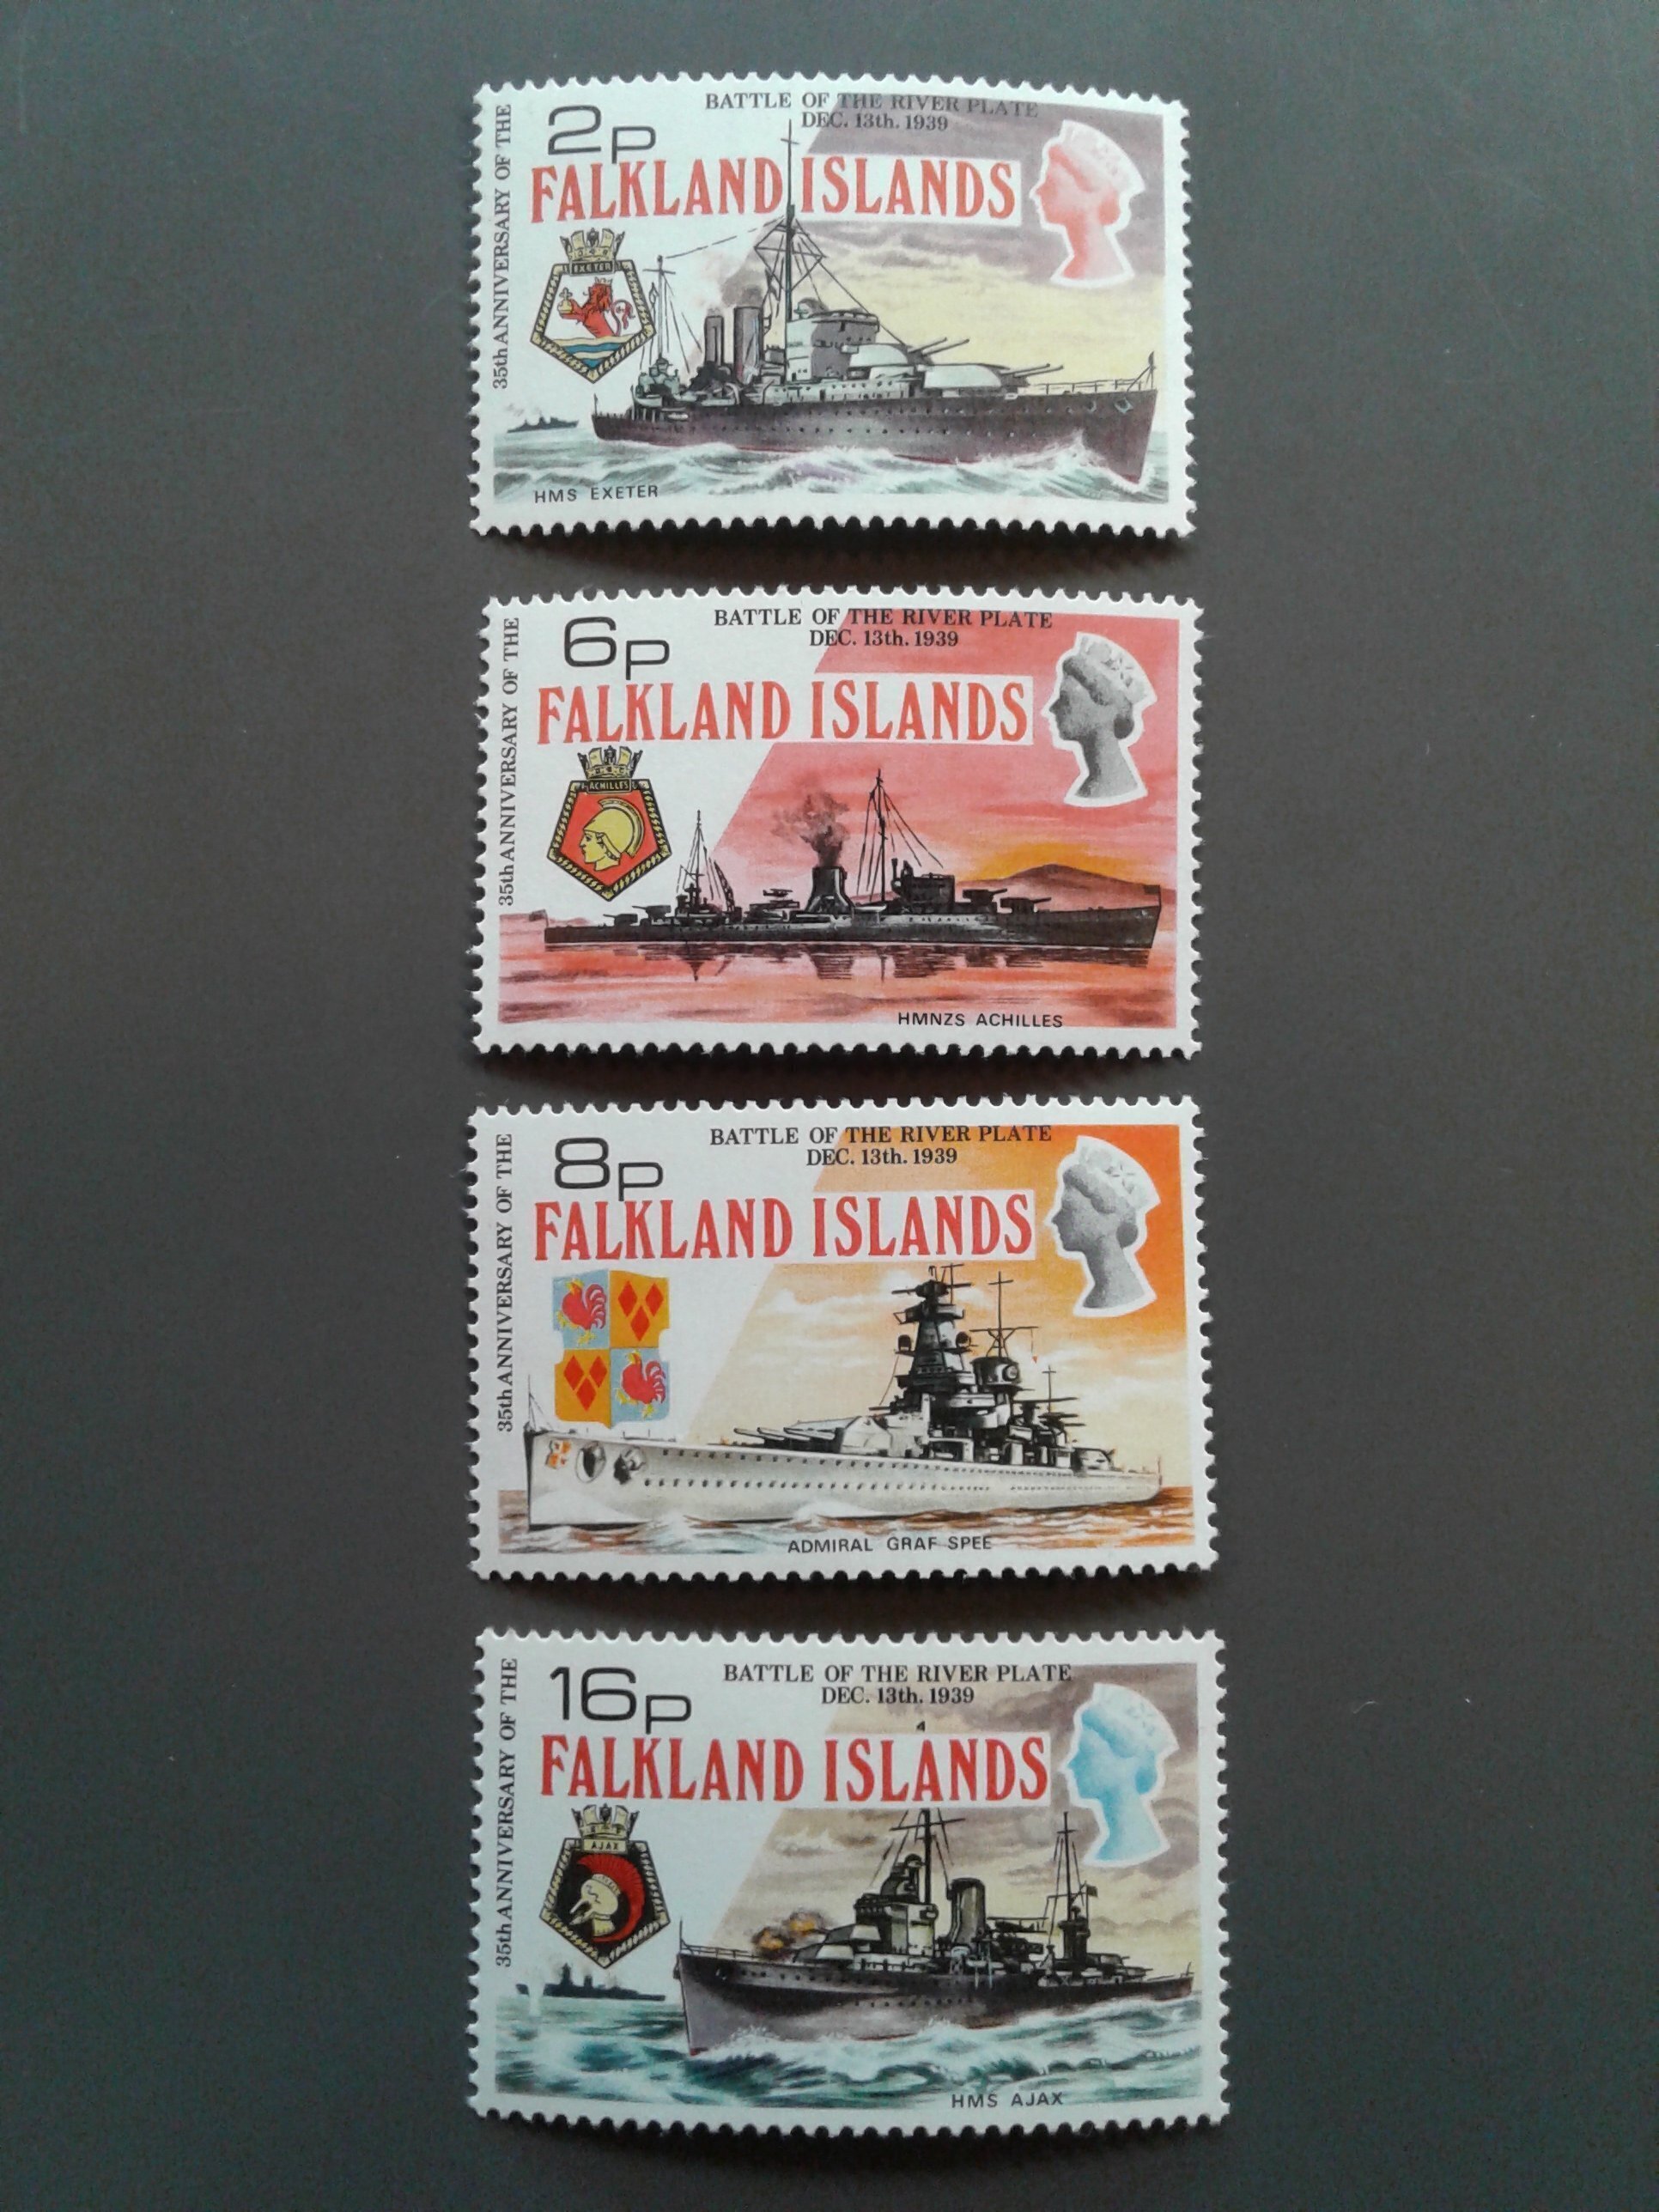 BATTLE OF THE RIVER PLATE
DEC. 13th. 1939
35th ANNIVERSARY OF THE
2p
FALKLAND ISLANDS
EXETER
HMS EXETER
BATTLE OF THE RIVER PLATE
DEC. 13th. 1939
35th ANNIVERSARY OF THE
6p
FALKLAND ISLANDS
ACHILLES
HMNZS ACHILLES
BATTLE OF THE RIVER PLATE
DEC. 13th. 1939
35th ANNIVERSARY OF THE
8p
FALKLAND ISLANDS
ADMIRAL GRAF SPEE
BATTLE OF THE RIVER PLATE
DEC. 13th. 1939
35th ANNIVERSARY OF THE
16p
FALKLAND ISLANDS
AJAX
HMS AJAX